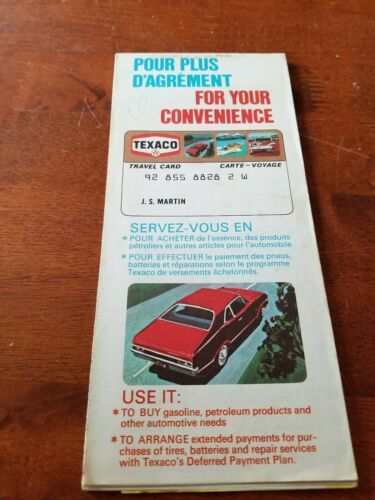 POUR PLUS
D'AGRÉMENT
FOR YOUR
CONVENIENCE
TEXACO
TRAVEL CARD CARTE-VOYAGE
92 855 8828 2 W
J. S. MARTIN
SERVEZ-VOUS EN
* POUR ACHETER de l'essence, des produits
pétroliers et autres articles pour l'automobile
* POUR EFFECTUER le paiement des pneus,
batteries et réparations selon le programme
Texaco de versements échelonnés.
USE IT:
* TO BUY gasoline, petroleum products and
other automotive needs
* TO ARRANGE extended payments for pur-
chases of tires, batteries and repair services
with Texaco's Deferred Payment Plan.